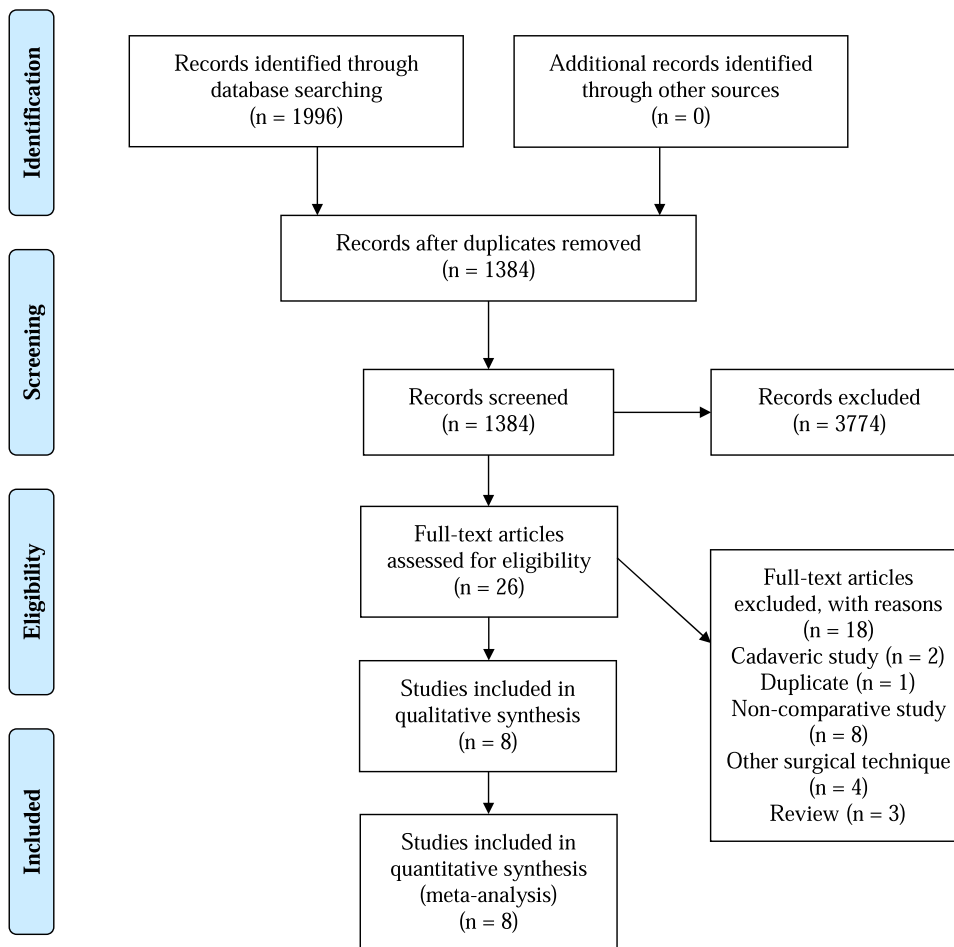 Identification
Records identified through
database searching
(n = 1996)
Additional records identified
through other sources
(n = 0)
Records after duplicates removed
(n = 1384)
Screening
Records screened
(n = 1384)
Records excluded
(n = 3774)
Eligibility
Full-text articles
assessed for eligibility
(n = 26)
Full-text articles
excluded, with reasons
(n = 18)
Cadaveric study (n = 2)
Duplicate (n = 1)
Non-comparative study
(n = 8)
Other surgical technique
(n = 4)
Review (n = 3)
Studies included in
qualitative synthesis
(n = 8)
Included
Studies included in
quantitative synthesis
(meta-analysis)
(n = 8)